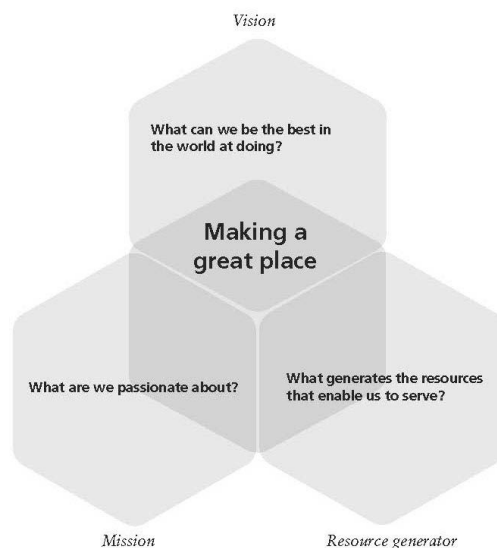 Vision
What can we be the best in
the world at doing?
Making a
great place
What are we passionate about?
What generates the resources
that enable us to serve?
Mission
Resource generator